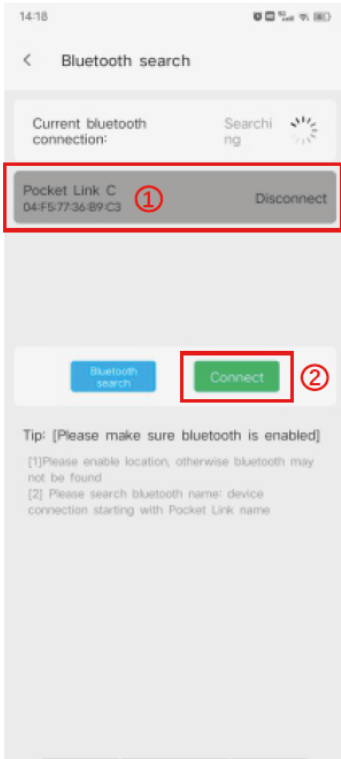 14:18
Bluetooth search
Current bluetooth
connection:
Searchi
ng
Pocket Link C
04:F5:77:36:B9:C3
①
Disconnect
Bluetooth
search
Connect
②
Tip: [Please make sure bluetooth is enabled]
[1]Please enable location, otherwise bluetooth may
not be found
[2] Please search bluetooth name: device
connection starting with Pocket Link name